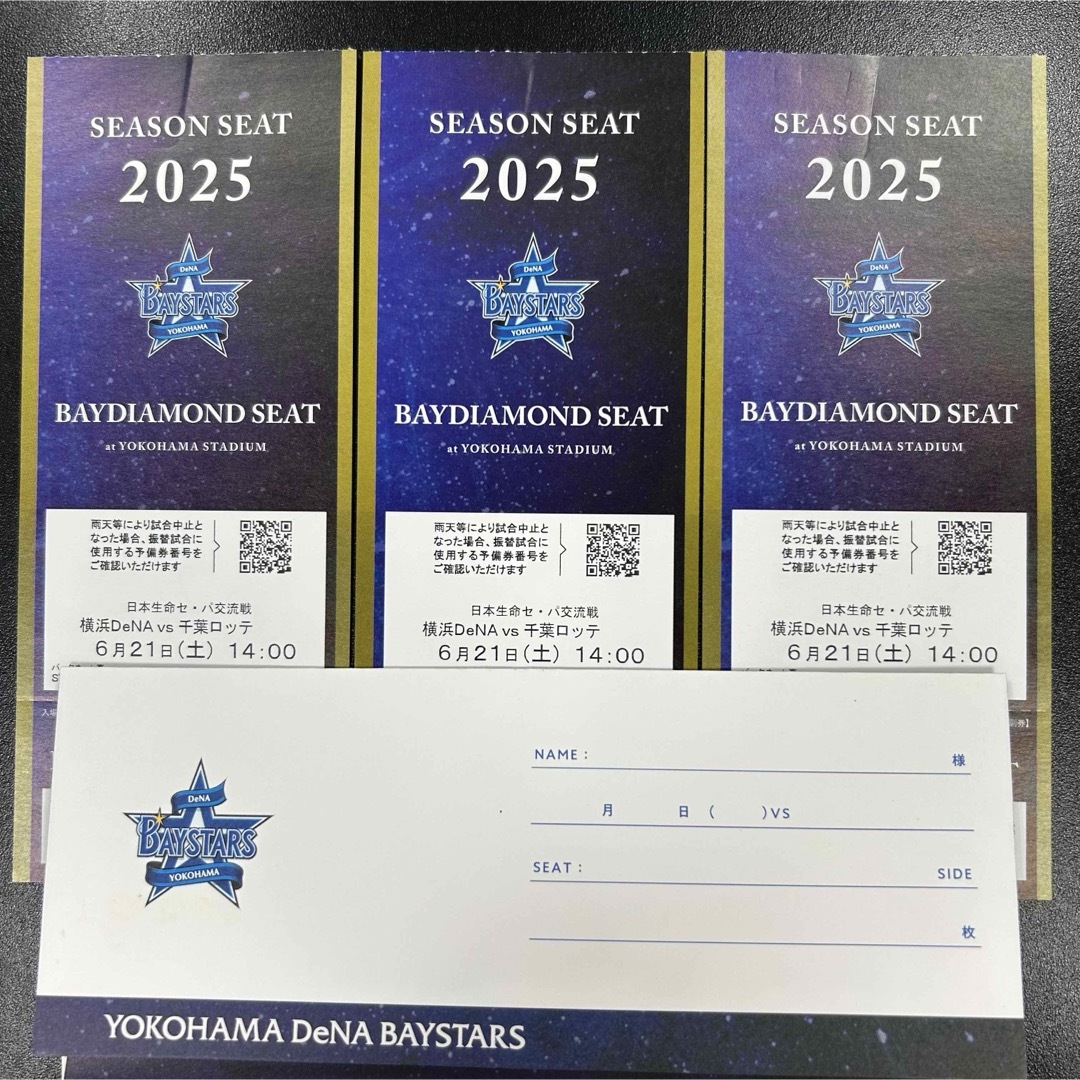 SEASON SEAT
2025
DeNA
BAYSTARS
YOKOHAMA
BAYDIAMOND SEAT
at YOKOHAMA STADIUM
雨天等により試合中止と
なった場合、振替試合に
使用する予備券番号を
ご確認いただけます
日本生命セ・パ交流戦
横浜DeNA vs 千葉ロッテ
6月21日(土) 14:00
SEASON SEAT
2025
DeNA
BAYSTARS
YOKOHAMA
BAYDIAMOND SEAT
at YOKOHAMA STADIUM
雨天等により試合中止と
なった場合、振替試合に
使用する予備券番号を
ご確認いただけます
日本生命セ・パ交流戦
横浜DeNA vs 千葉ロッテ
6月21日(土) 14:00
SEASON SEAT
2025
DeNA
BAYSTARS
YOKOHAMA
BAYDIAMOND SEAT
at YOKOHAMA STADIUM
雨天等により試合中止と
なった場合、振替試合に
使用する予備券番号を
ご確認いただけます
日本生命セ・パ交流戦
横浜DeNA vs 千葉ロッテ
6月21日(土) 14:00
DeNA
BAYSTARS
YOKOHAMA
NAME: 様
月 日 ( )VS
SEAT: SIDE
枚
YOKOHAMA DeNA BAYSTARS